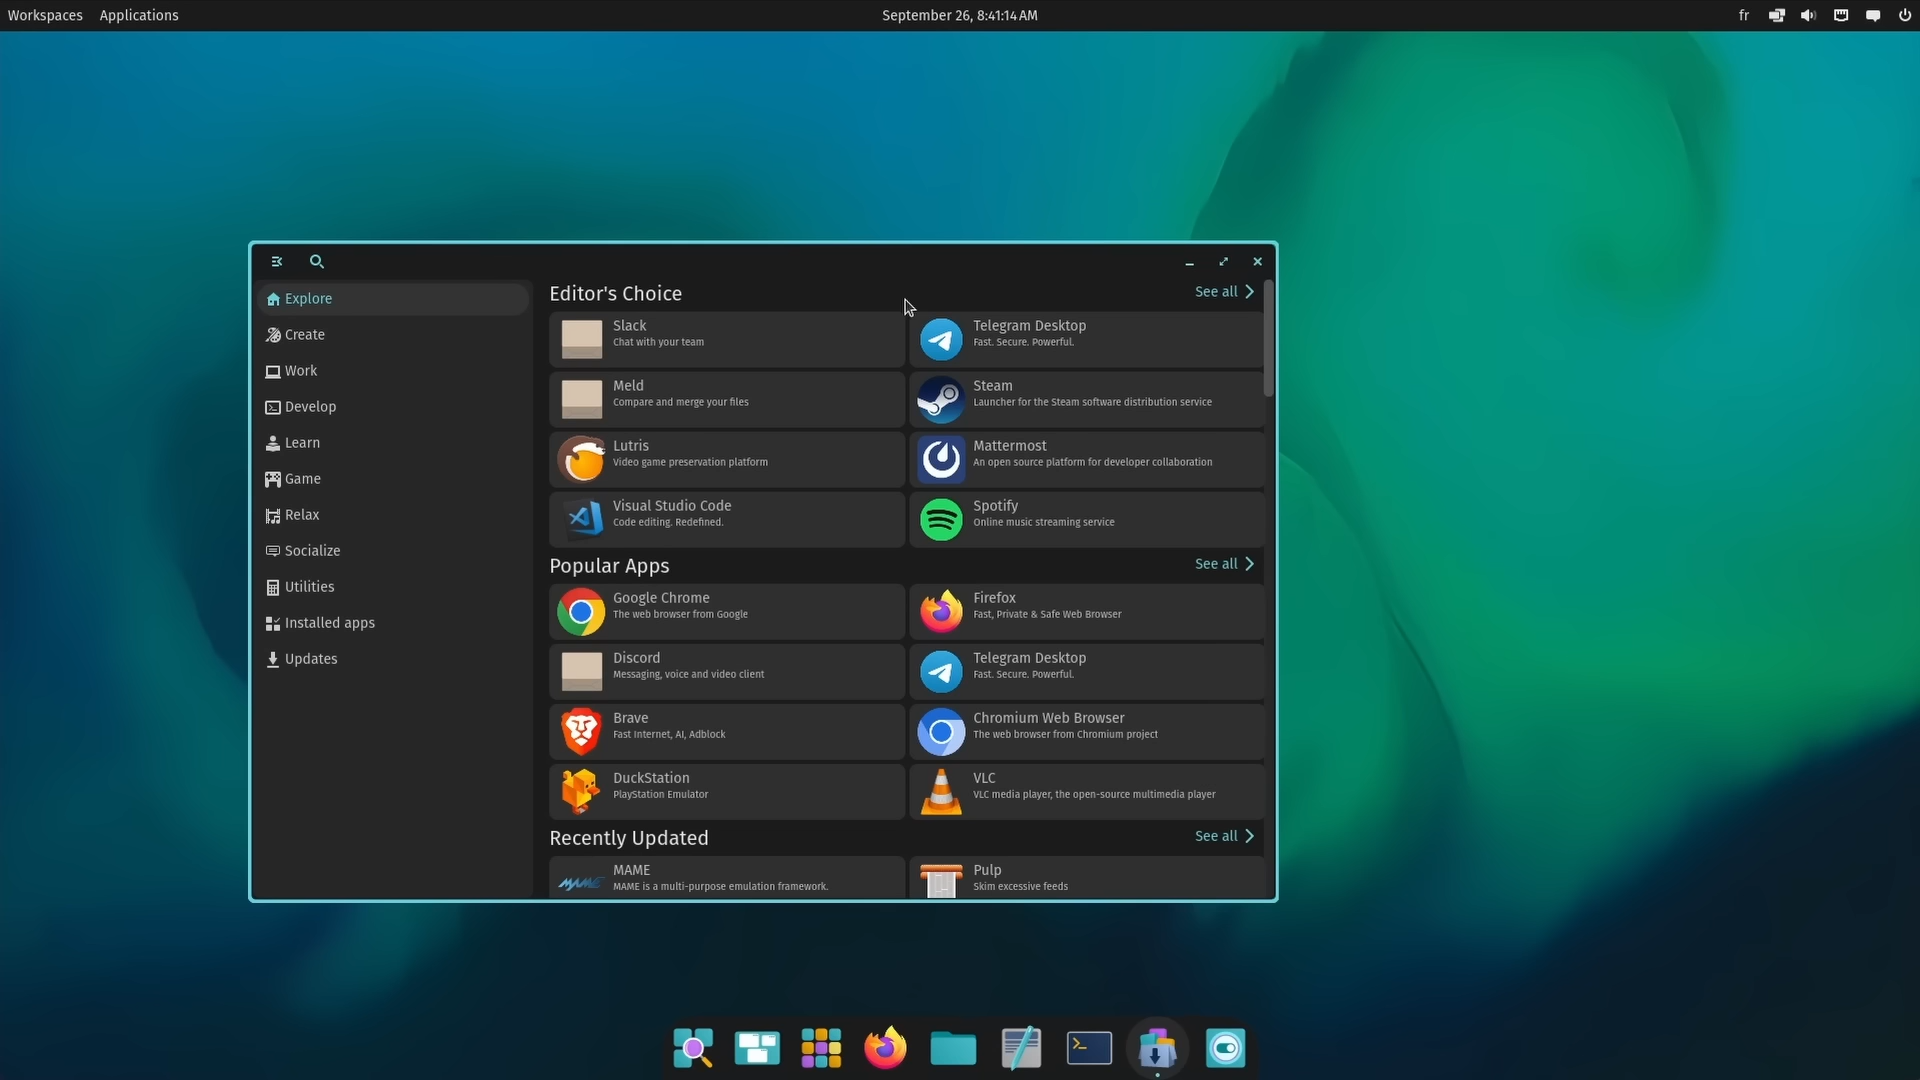 Workspaces Applications September 26, 8:41:14 AM fr
Explore
Create
Work
Develop
Learn
Game
Relax
Socialize
Utilities
Installed apps
Updates
Editor's Choice See all
Slack
Chat with your team
Telegram Desktop
Fast. Secure. Powerful.
Meld
Compare and merge your files
Steam
Launcher for the Steam software distribution service
Lutris
Video game preservation platform
Mattermost
An open source platform for developer collaboration
Visual Studio Code
Code editing. Redefined.
Spotify
Online music streaming service
Popular Apps See all
Google Chrome
The web browser from Google
Firefox
Fast, Private & Safe Web Browser
Discord
Messaging, voice and video client
Telegram Desktop
Fast. Secure. Powerful.
Brave
Fast Internet, AI, Adblock
Chromium Web Browser
The web browser from Chromium project
DuckStation
PlayStation Emulator
VLC
VLC media player, the open-source multimedia player
Recently Updated See all
MAME
MAME
MAME is a multi-purpose emulation framework.
Pulp
Skim excessive feeds